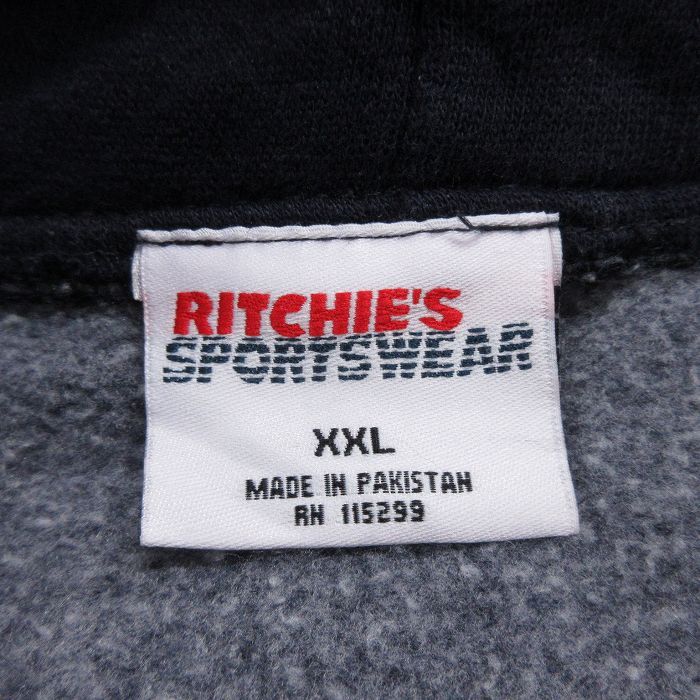 RITCHIE'S
SPORTSWEAR
XXL
MADE IN PAKISTAN
RN 115299